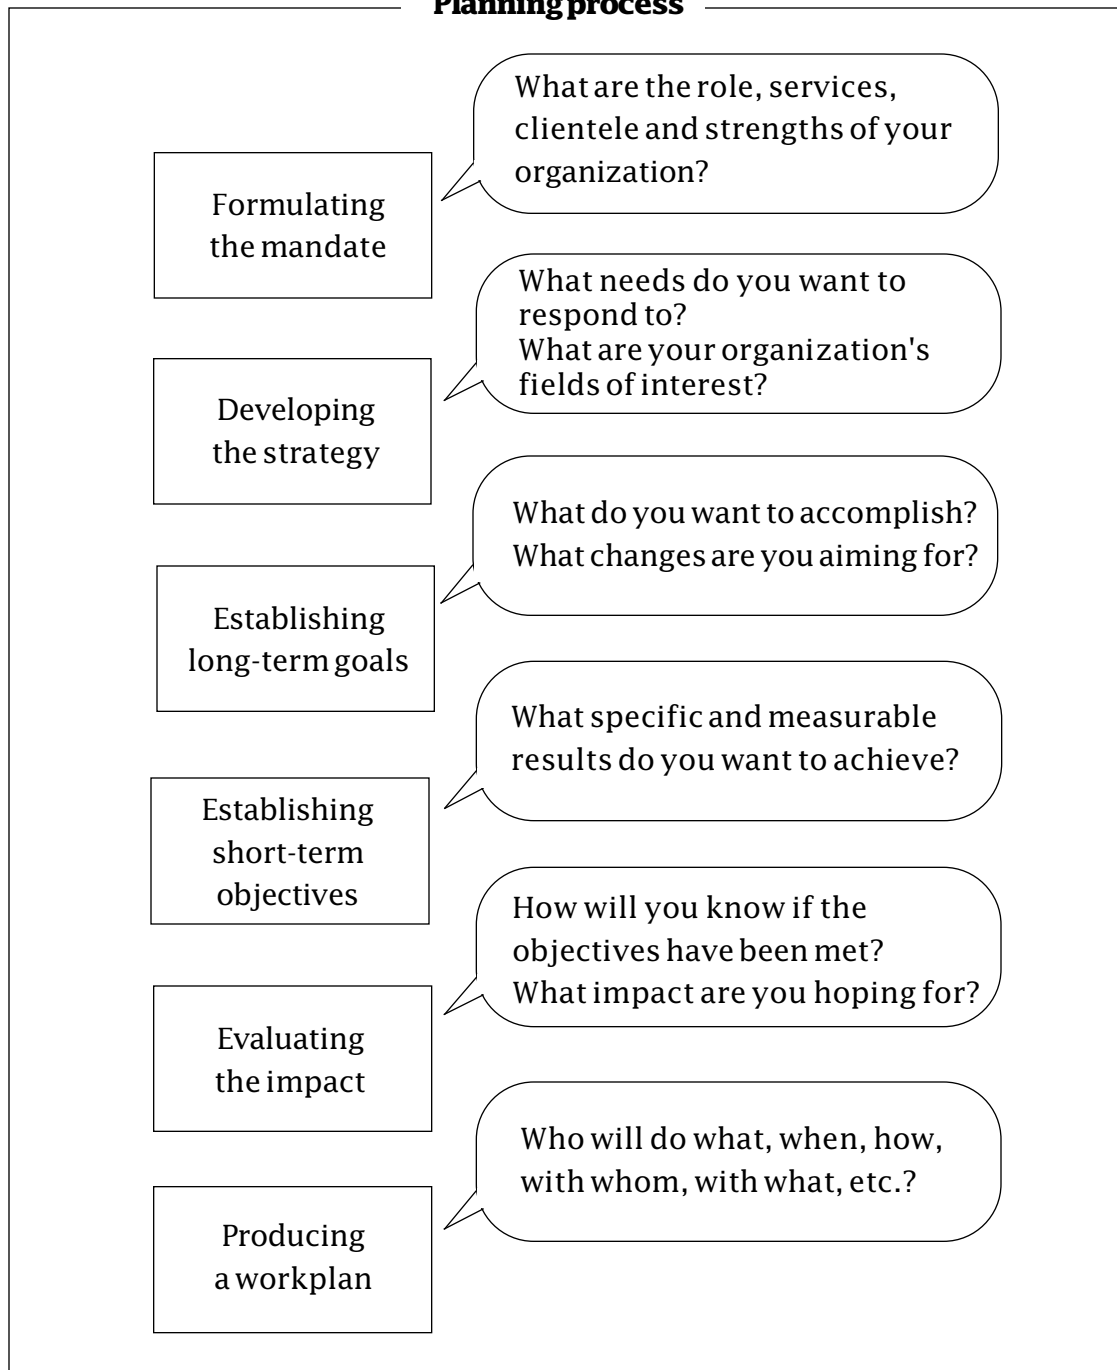 Planning process
What are the role, services,
clientele and strengths of your
organization?
Formulating
the mandate
What needs do you want to
respond to?
What are your organization's
fields of interest?
Developing
the strategy
What do you want to accomplish?
What changes are you aiming for?
Establishing
long-term goals
What specific and measurable
results do you want to achieve?
Establishing
short-term
objectives
How will you know if the
objectives have been met?
What impact are you hoping for?
Evaluating
the impact
Who will do what, when, how,
with whom, with what, etc.?
Producing
a workplan